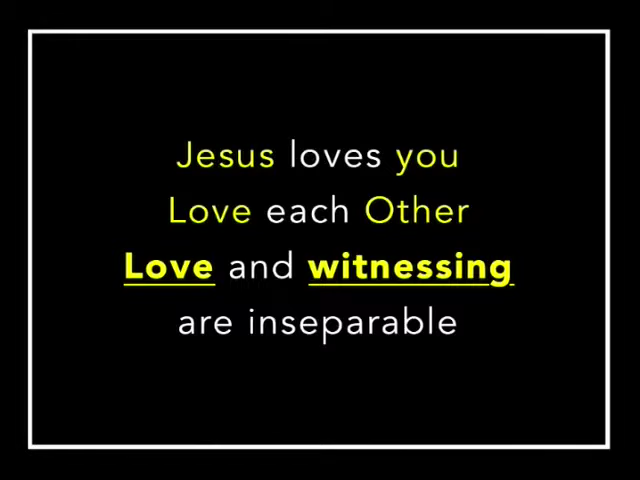 Jesus loves you
Love each Other
Love and witnessing
are inseparable